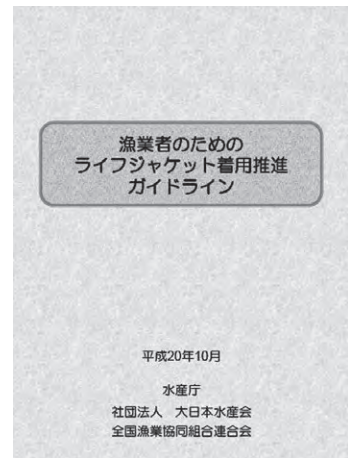 漁業者のための
ライフジャケット着用推進
ガイドライン
平成20年10月
水産庁
社団法人　大日本水産会
全国漁業協同組合連合会